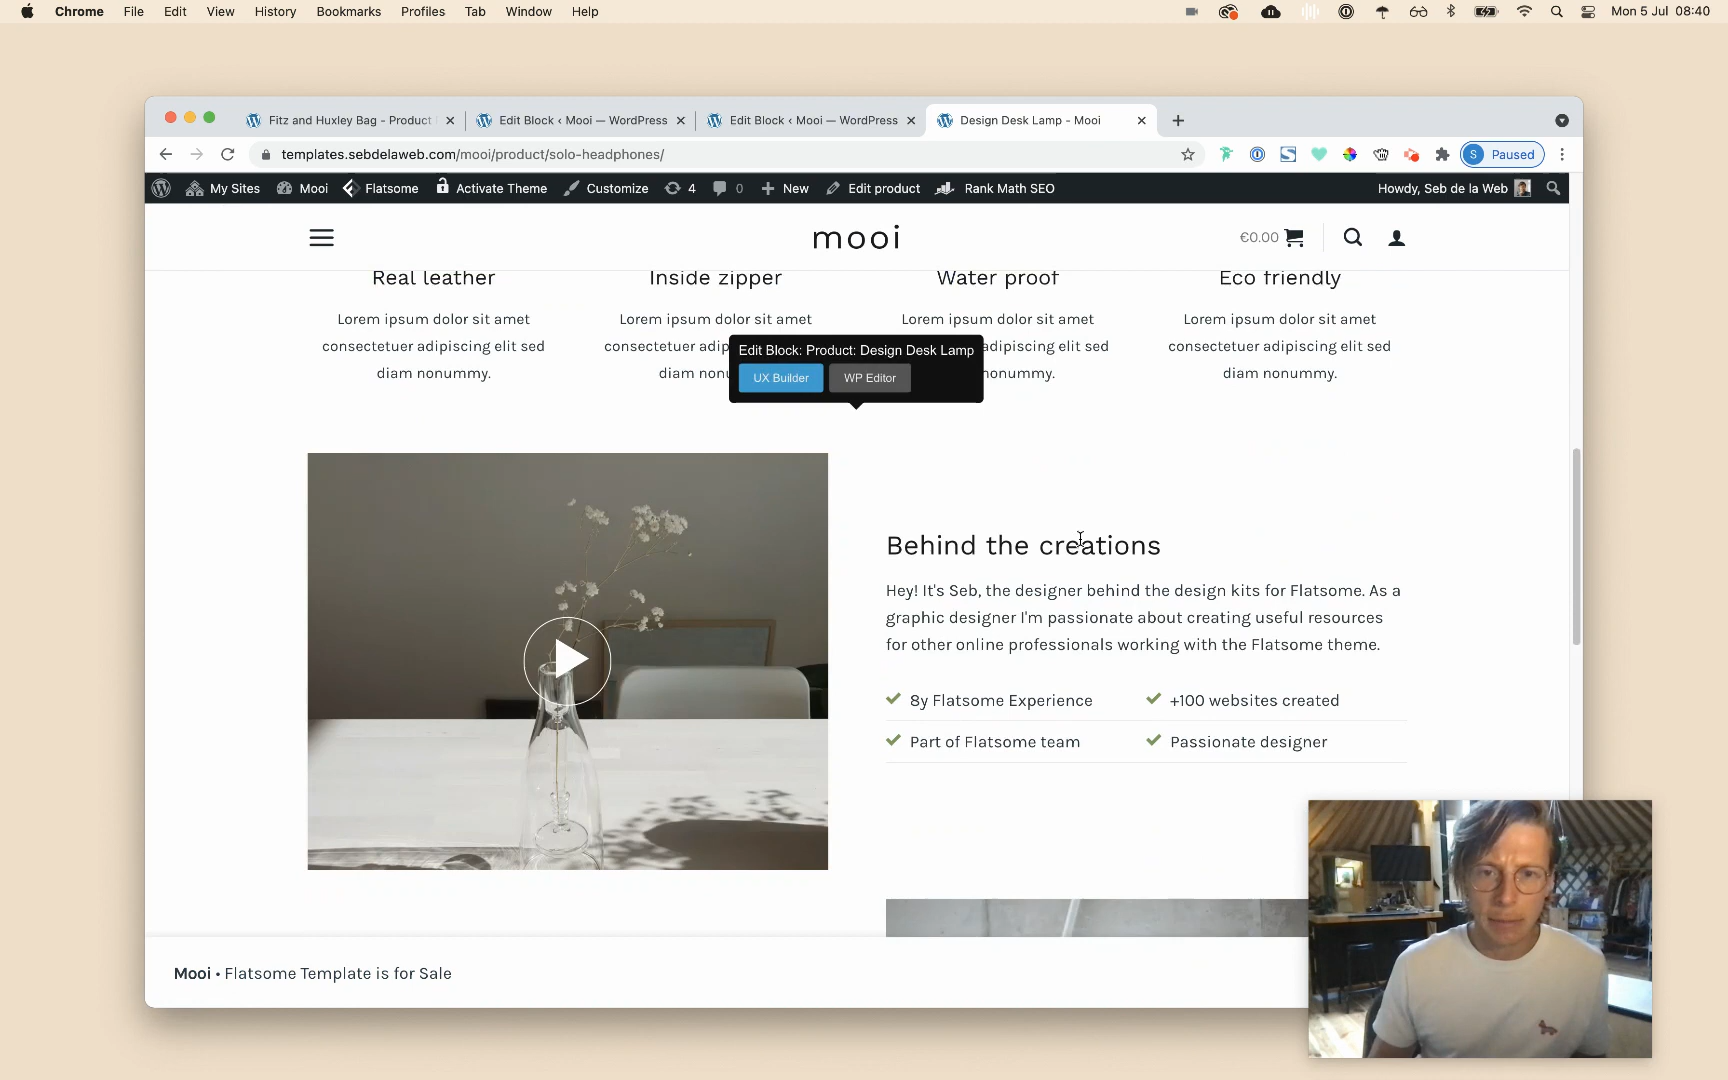 Chrome File Edit View History Bookmarks Profiles Tab Window Help Mon 5 Jul 08:40
Fitz and Huxley Bag - Product Edit Block ‹ Mooi — WordPress Edit Block ‹ Mooi — WordPress Design Desk Lamp - Mooi
templates.sebdelaweb.com/mooi/product/solo-headphones/ S Paused
My Sites Mooi Flatsome Activate Theme Customize 4 0 New Edit product Rank Math SEO Howdy, Seb de la Web
mooi €0.00
Real leather Inside zipper Water proof Eco friendly
Lorem ipsum dolor sit amet Lorem ipsum dolor sit amet Lorem ipsum dolor sit amet Lorem ipsum dolor sit amet
Edit Block: Product: Design Desk Lamp
consectetuer adipiscing elit sed consectetuer adip adipiscing elit sed consectetuer adipiscing elit sed
diam nonummy. diam nonu nonummy. diam nonummy.
UX Builder WP Editor
Behind the creations
Hey! It's Seb, the designer behind the design kits for Flatsome. As a
graphic designer I'm passionate about creating useful resources
for other online professionals working with the Flatsome theme.
8y Flatsome Experience +100 websites created
Part of Flatsome team Passionate designer
Mooi • Flatsome Template is for Sale